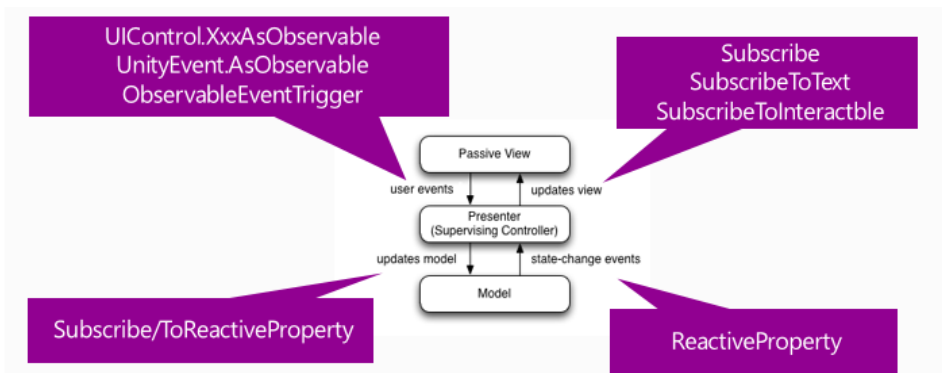 UIControl.XxxAsObservable
UnityEvent.AsObservable
ObservableEventTrigger
Subscribe
SubscribeToText
SubscribeToInteractble
Passive View
user events
updates view
Presenter
(Supervising Controller)
updates model
state-change events
Model
Subscribe/ToReactiveProperty
ReactiveProperty